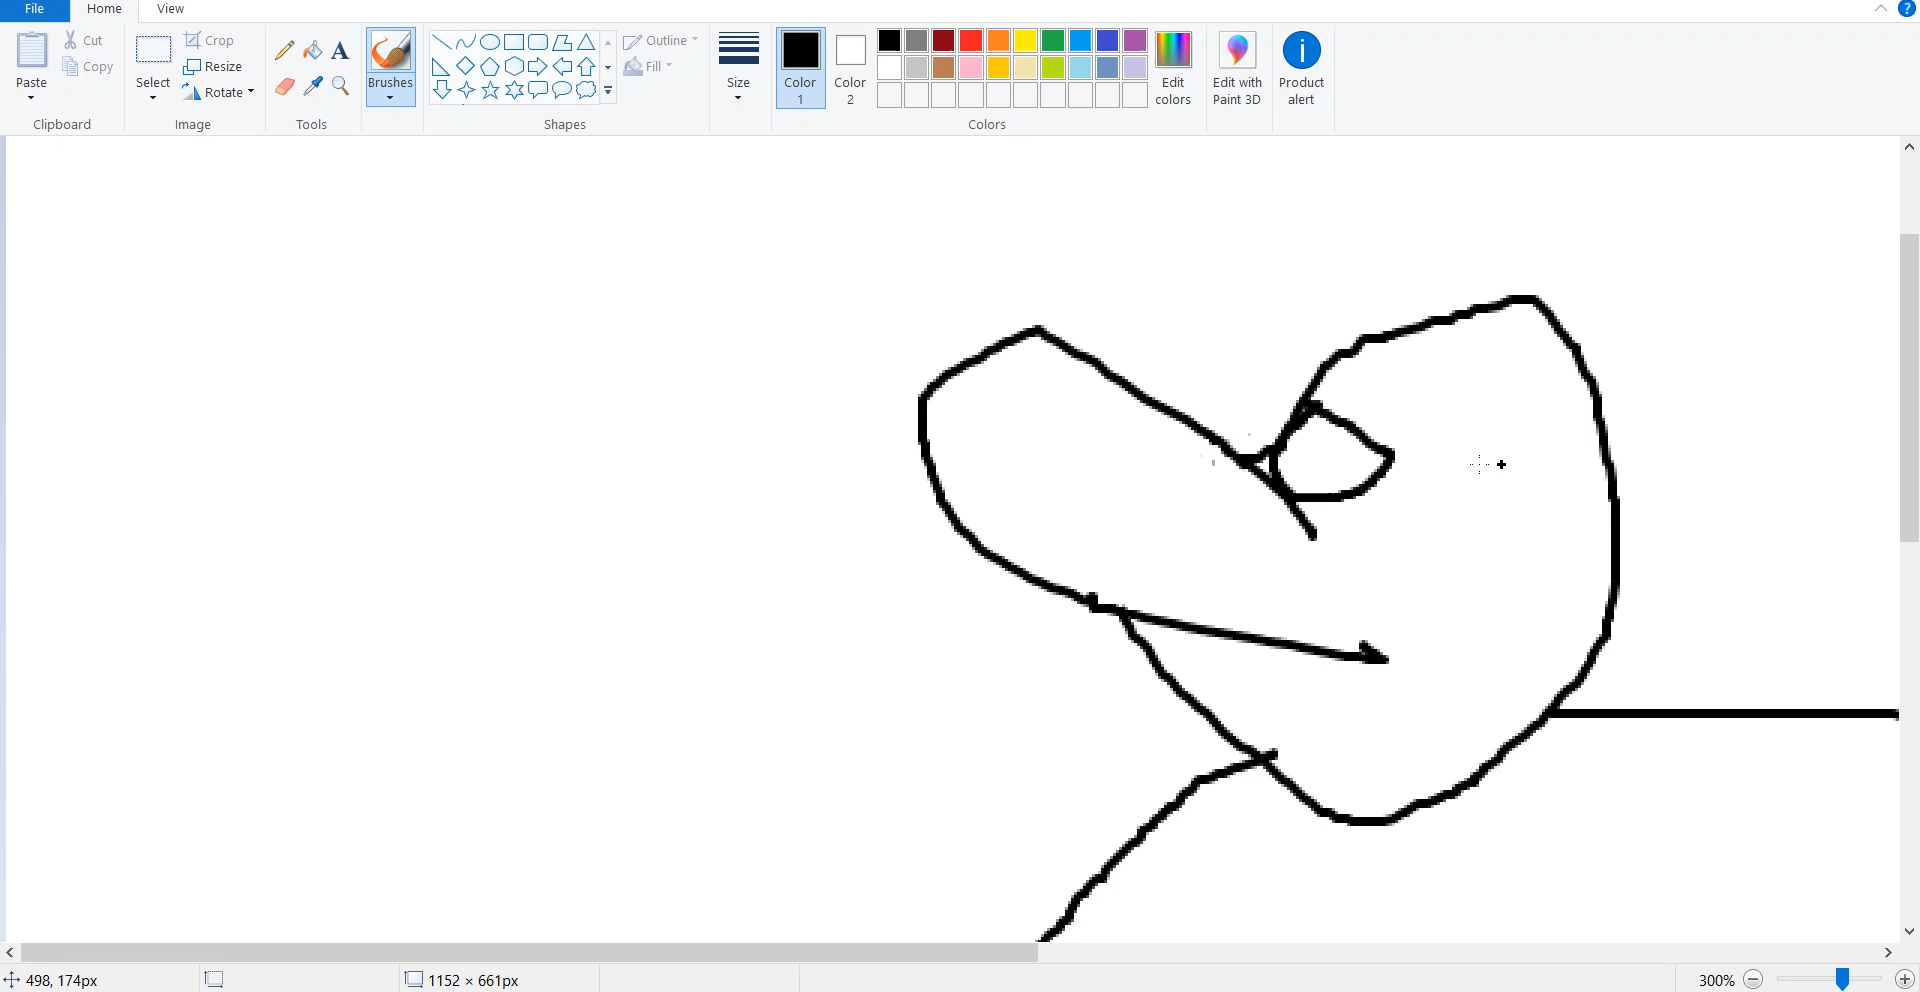 File Home View
Paste
Cut
Copy
Clipboard
Select
Crop
Resize
Rotate
Image
Tools
Brushes
Shapes
Outline
Fill
Size
Color 1
Color 2
Colors
Edit colors
Edit with Paint 3D
Product alert
498, 174px
1152 × 661px
300%